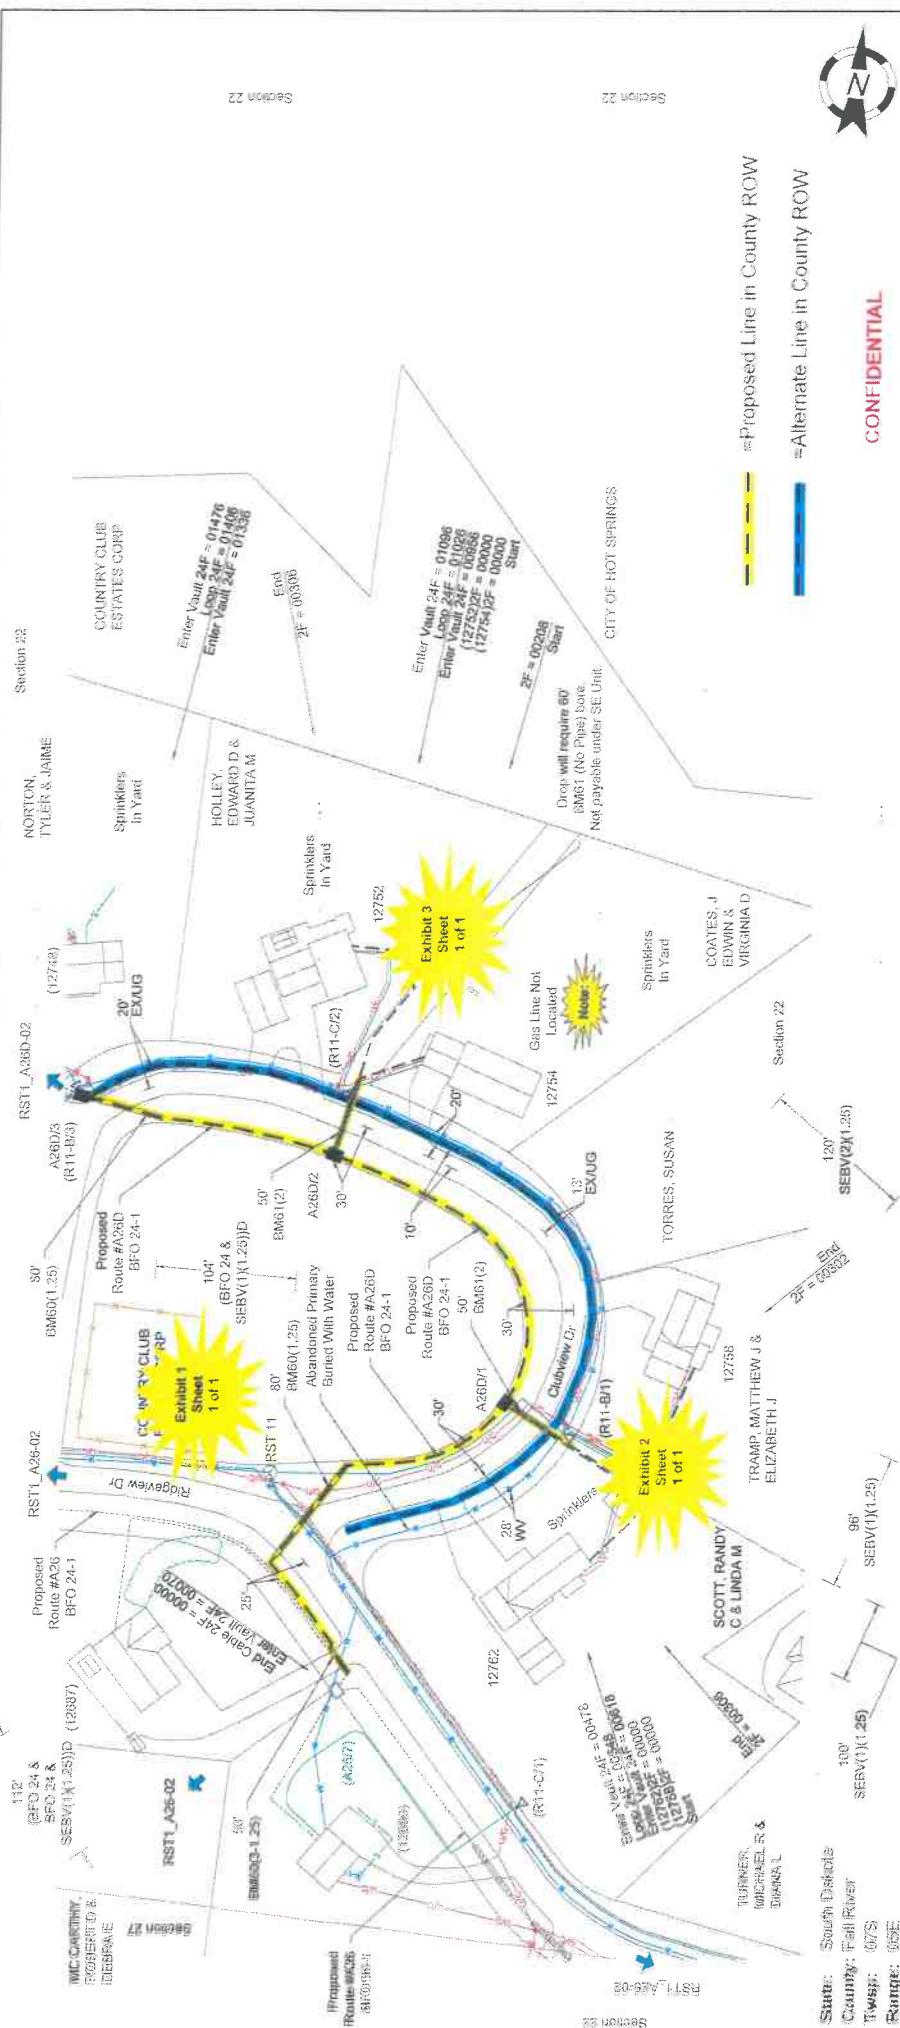 Section 22
Section 22
Section 22
N
=Proposed Line in County ROW
=Alternate Line in County ROW
CONFIDENTIAL
COUNTRY CLUB
ESTATES CORP
Enter Vault 24F = 01476
Loop 24F = 01406
Enter Vault 24F = 01336
End
2F = 00306
Enter Vault 24F = 01096
Loop 24F = 01026
Enter Vault 24F = 00956
(12752)2F = 00000
(12754)2F = 00000
Start
2F = 00208
Start
CITY OF HOT SPRINGS
Drop will require 60'
BM61 (No Pipe) bore.
Not payable under SE Unit
NORTON,
TYLER & JAIME
Sprinklers
In Yard
HOLLEY,
EDWARD D &
JUANITA M
Sprinklers
In Yard
12752
(12748)
20'
EX/UG
RST1_A26D-02
A26D/3
(R11-B/3)
(R11-C/2)
Exhibit 3
Sheet
1 of 1
Gas Line Not
Located
Note:
Sprinklers
In Yard
COATES, J
EDWIN &
VIRGINIA D
Section 22
12754
20'
10'
13'
EX/UG
TORRES, SUSAN
120'
SEBV(2)(1.25)
End
2F = 00302
60'
BM60(1.25)
Proposed
Route #A26D
BFO 24-1
50'
BM61(2)
A26D/2
30'
104'
(BFO 24 &
SEBV(1)(1.25))D
80'
BM60(1.25)
Abandoned Primary
Buried With Water
Proposed
Route #A26D
BFO 24-1
Proposed
Route #A26D
BFO 24-1
50'
BM61(2)
A26D/1
30'
30'
Clubview Dr
(R11-B/1)
12758
TRAMP, MATTHEW J &
ELIZABETH J
Exhibit 1
Sheet
1 of 1
Exhibit 2
Sheet
1 of 1
RST1_A26-02
Ridgeview Dr
RST 11
28'
WV
Sprinklers
Proposed
Route #A26
BFO 24-1
25'
End Cable 24F = 00000
Enter Vault 24F = 00070
12762
SCOTT, RANDY
C & LINDA M
96'
SEBV(1)(1.25)
100'
SEBV(1)(1.25)
End
2F = 00306
Enter Vault 24F = 00478
Start
112'
(BFO 24 &
BFO 24 &
SEBV(1)(1.25))D
(12687)
RST1_A26-02
(A26/7)
(R11-C/1)
Section 27
Proposed
TURNER,
MICHAEL R &
RST1_A26-02
Section 22
State: South Dakota
County: Fall River
Twsp: 07S
Range: 05E